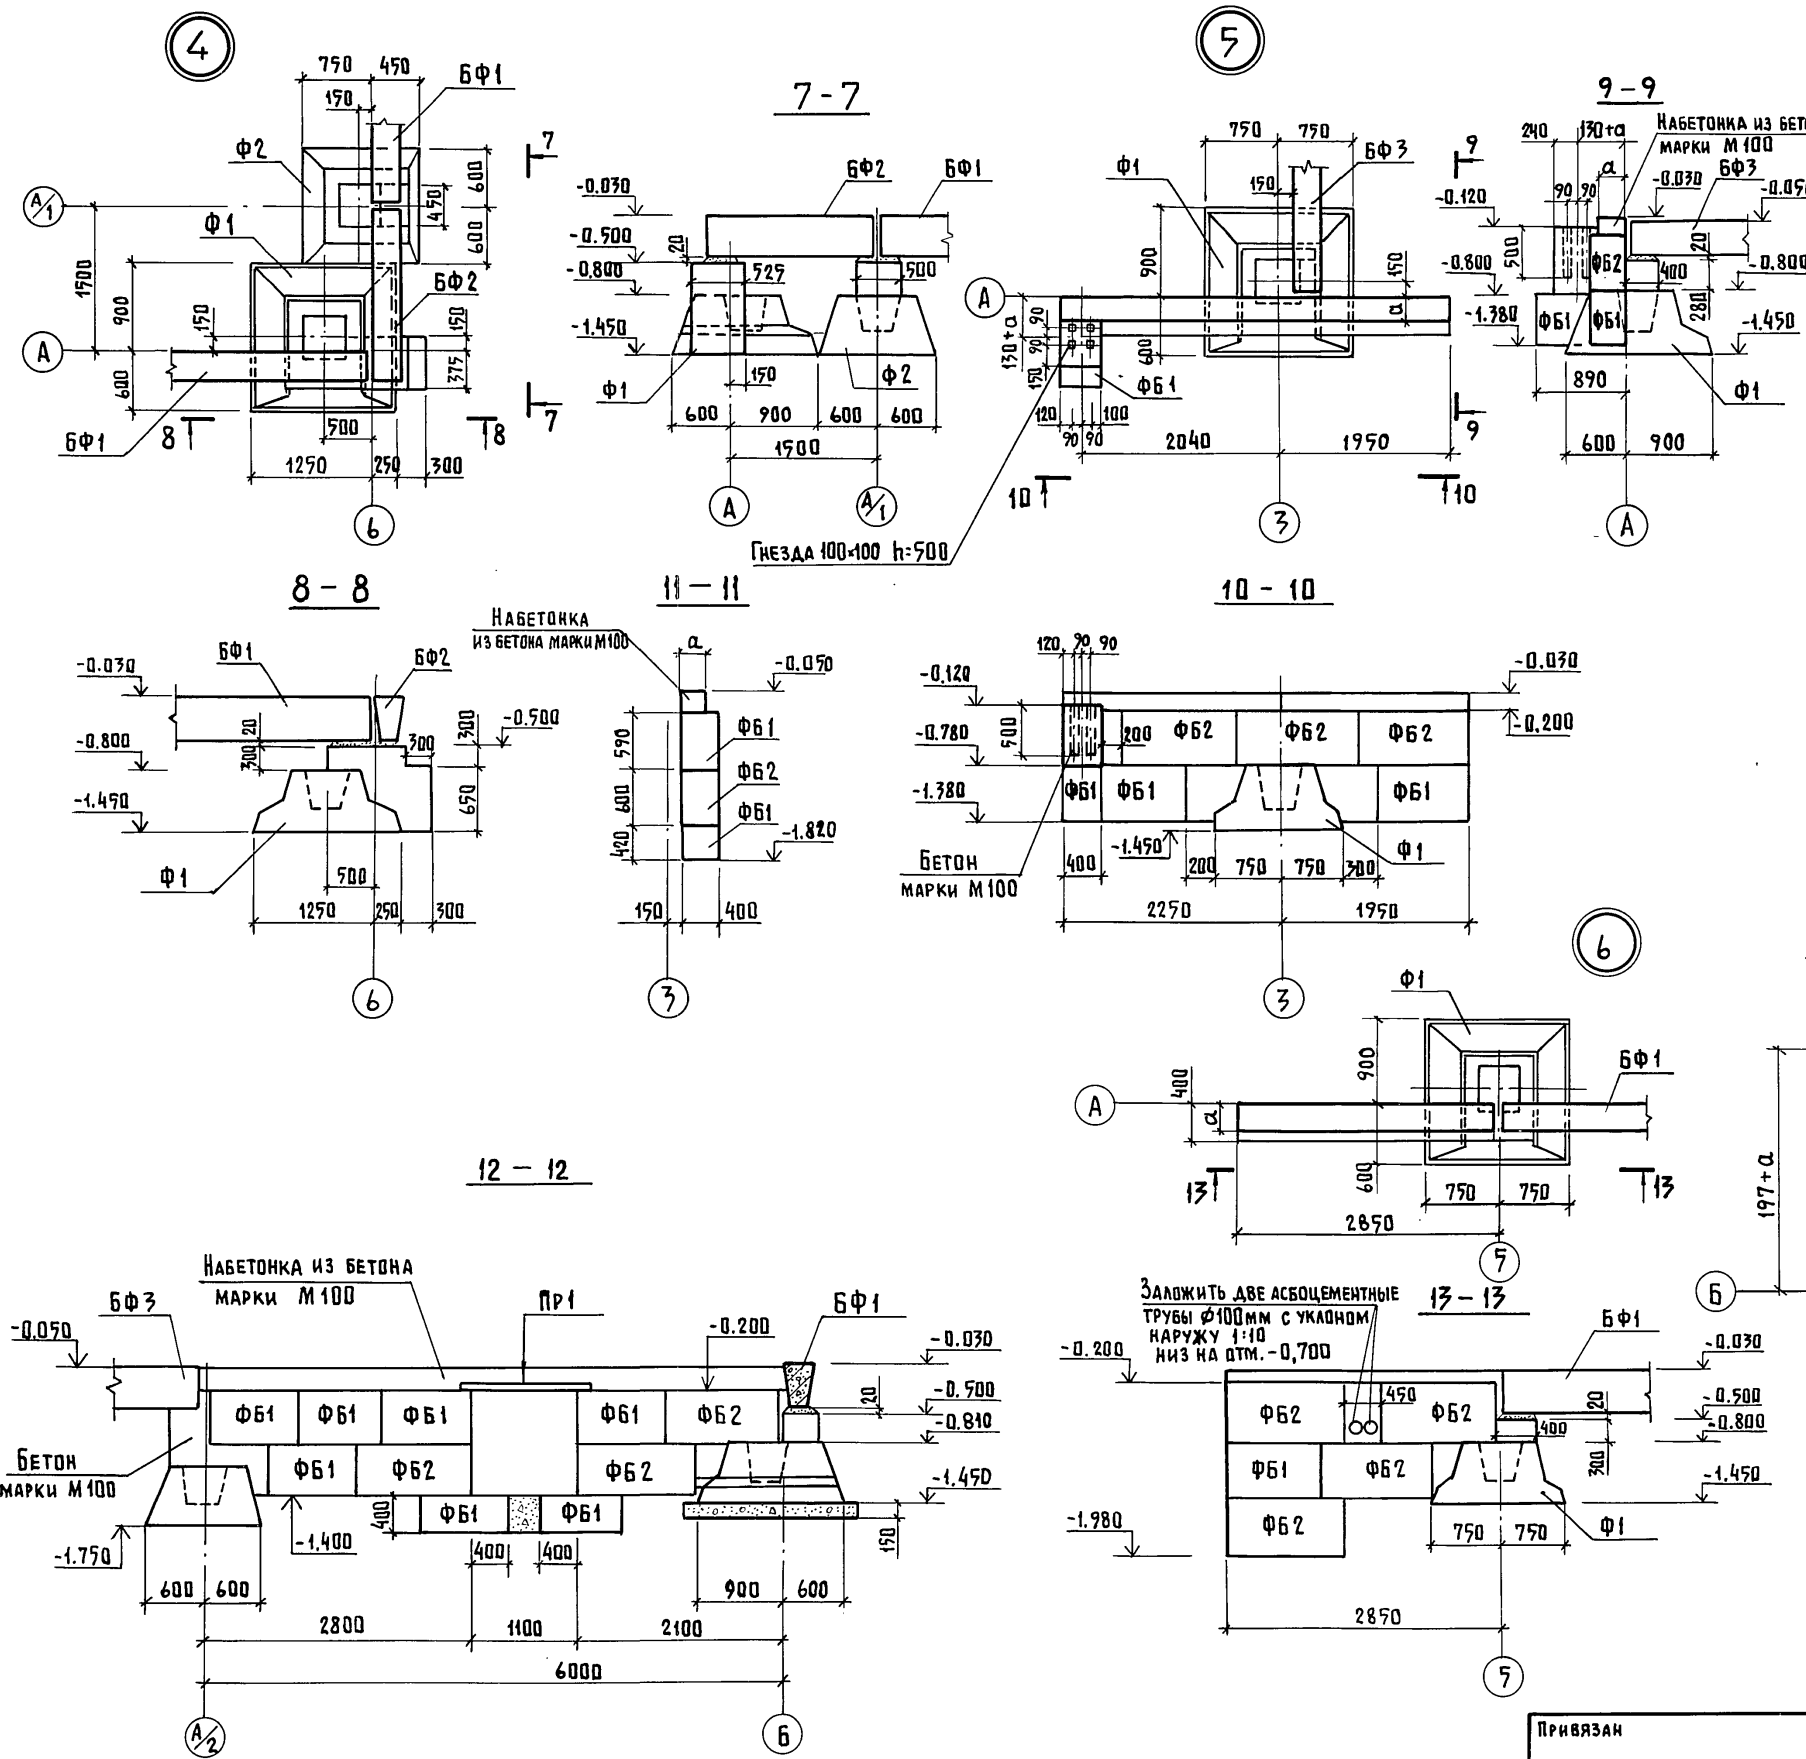 4
750
450
БФ1
150
Ф2
7
А/1
600
450
600
Ф1
1500
900
БФ2
150
150
А
600
375
БФ1
8
8
7
500
1250
250
300
6
7-7
БФ2
БФ1
-0.030
-0.500
20
-0.800
525
500
-1.450
150
Ф1
Ф2
600
900
600
600
1500
А
А/1
5
750
750
Ф1
БФ3
9
150
900
450
А
а
90
130+а
90
600
150
ФБ1
120
100
90
90
9
2040
1950
10
10
3
Гнезда 100×100 h=500
9-9
240
130+а
Набетонка из бет
марки М100
а
БФ3
90
90
-0.030
-0.050
-0.120
500
20
ФБ2
400
-0.800
-0.800
ФБ1
ФБ1
280
-1.380
-1.450
890
Ф1
600
900
А
8 - 8
БФ1
БФ2
-0.030
20
300
-0.500
-0.800
300
300
-1.450
650
Ф1
500
1250
250
300
6
11 - 11
Набетонка
из бетона марки М100
а
-0.050
590
ФБ1
ФБ2
600
ФБ1
420
-1.820
150
400
3
10 - 10
120
90
90
-0.030
-0.120
500
ФБ2
ФБ2
ФБ2
-0.200
-0.780
200
ФБ1
ФБ1
ФБ1
-1.380
-1.450
Ф1
Бетон
марки М100
400
200
750
750
300
2250
1950
3
6
Ф1
900
БФ1
400
А
а
600
13
13
750
750
2850
5
197+а
Б
12 - 12
Набетонка из бетона
марки М100
БФ3
ПР1
БФ1
-0.050
-0.200
-0.030
20
-0.500
ФБ1
ФБ1
ФБ1
ФБ1
ФБ2
-0.810
Бетон
марки М100
ФБ1
ФБ2
ФБ2
-1.450
400
ФБ1
ФБ1
-1.400
150
-1.750
400
400
600
600
900
600
2800
1100
2100
6000
А/2
Б
13-13
Заложить две асбоцементные
трубы ϕ100мм с уклоном
наружу 1:10
низ на отм. -0,700
БФ1
-0.200
-0.030
450
20
-0.500
ФБ2
ФБ2
400
-0.800
300
ФБ1
ФБ2
-1.450
ФБ2
-1.980
750
750
Ф1
2850
5
Привязан